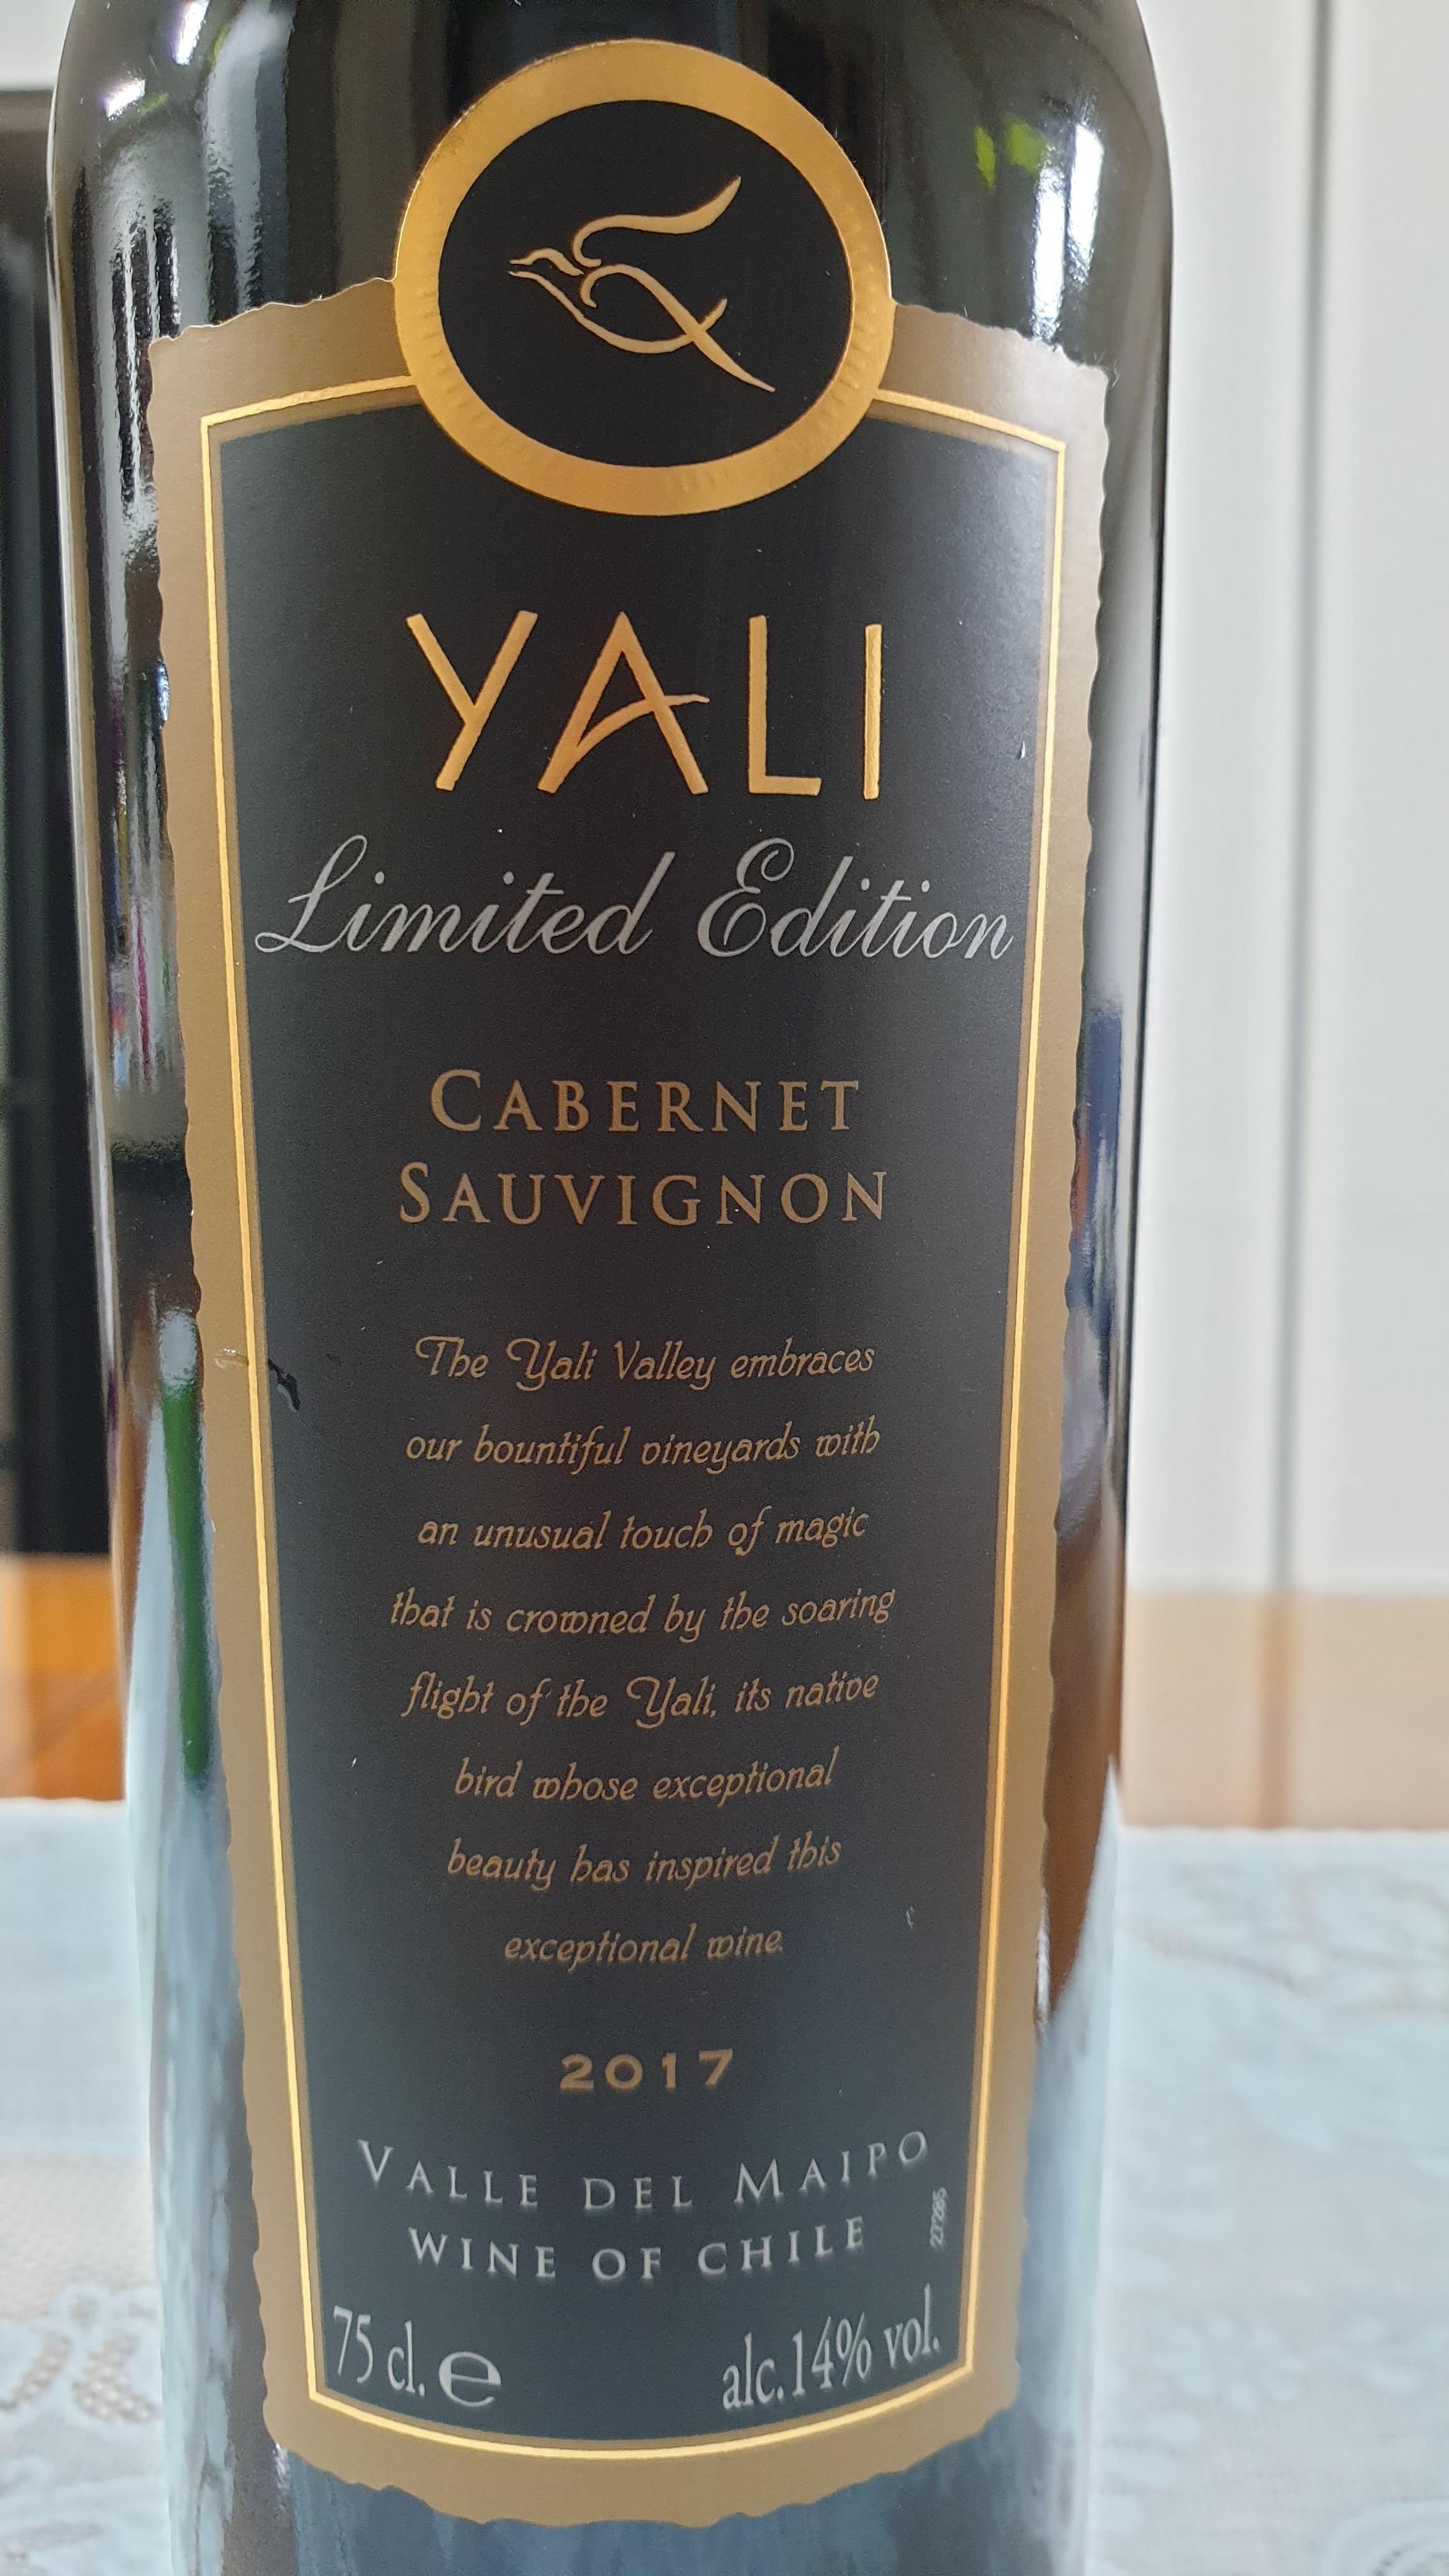 YALI
Limited Edition
CABERNET
SAUVIGNON
The Yali Valley embraces
our bountiful vineyards with
an unusual touch of magic
that is crowned by the soaring
flight of the Yali, its native
bird whose exceptional
beauty has inspired this
exceptional wine.
2017
VALLE DEL MAIPO
WINE OF CHILE
27285
75 cl. e alc.14% vol.